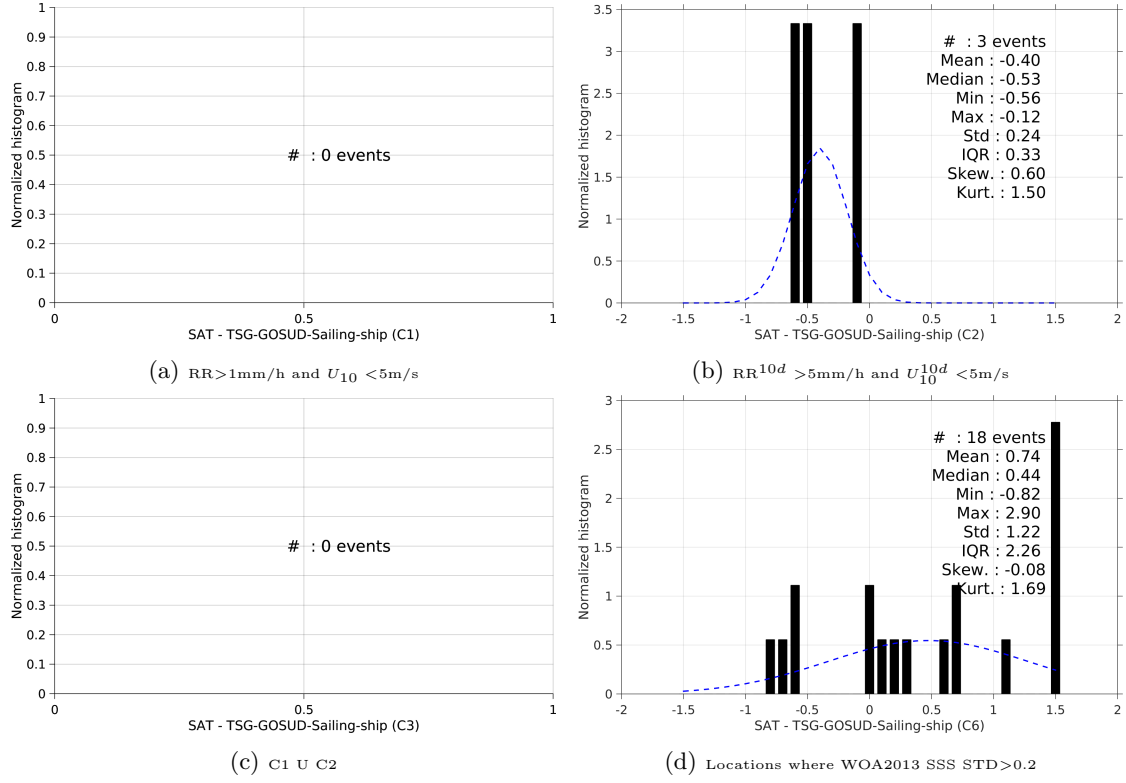 1
0.9
0.8
0.7
0.6
0.5
0.4
0.3
0.2
0.1
0
Normalized histogram
# : 0 events
0 0.5 1
SAT - TSG-GOSUD-Sailing-ship (C1)
(a) RR>1mm/h and U10 <5m/s
3.5
3
2.5
2
1.5
1
0.5
0
Normalized histogram
# : 3 events
Mean : -0.40
Median : -0.53
Min : -0.56
Max : -0.12
Std : 0.24
IQR : 0.33
Skew. : 0.60
Kurt. : 1.50
-2 -1.5 -1 -0.5 0 0.5 1 1.5 2
SAT - TSG-GOSUD-Sailing-ship (C2)
(b) RR10d >5mm/h and U10d10 <5m/s
1
0.9
0.8
0.7
0.6
0.5
0.4
0.3
0.2
0.1
0
Normalized histogram
# : 0 events
0 0.5 1
SAT - TSG-GOSUD-Sailing-ship (C3)
(c) C1 U C2
3
2.5
2
1.5
1
0.5
0
Normalized histogram
# : 18 events
Mean : 0.74
Median : 0.44
Min : -0.82
Max : 2.90
Std : 1.22
IQR : 2.26
Skew. : -0.08
Kurt. : 1.69
-2 -1.5 -1 -0.5 0 0.5 1 1.5 2
SAT - TSG-GOSUD-Sailing-ship (C6)
(d) Locations where WOA2013 SSS STD>0.2